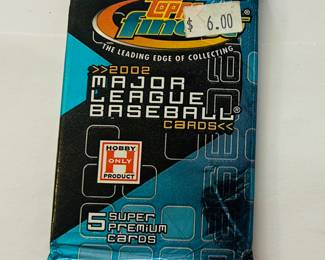 Topps
finest
$ 6.00
THE LEADING EDGE OF COLLECTING
>>2002
MAJOR
LEAGUE
BASEBALL®
CARDS<<
HOBBY
H
ONLY
PRODUCT
5 SUPER
PREMIUM
CARDS